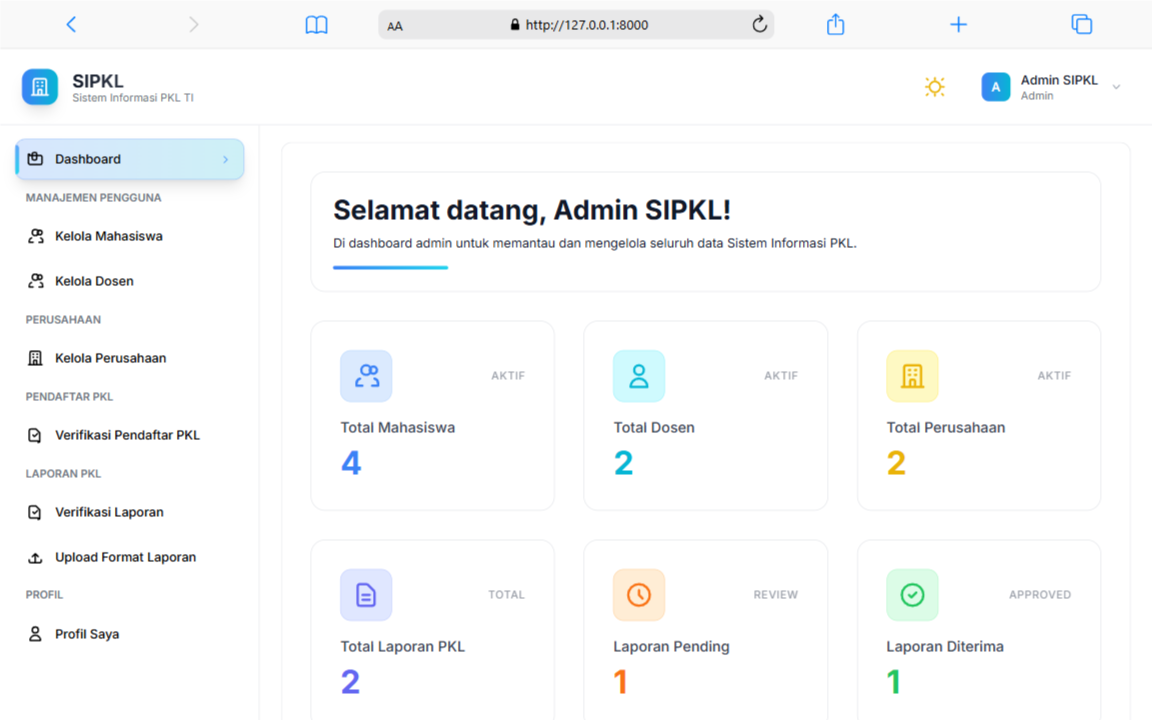 AA
http://127.0.0.1:8000
SIPKL
Sistem Informasi PKL TI
A
Admin SIPKL
Admin
Dashboard
MANAJEMEN PENGGUNA
Kelola Mahasiswa
Kelola Dosen
PERUSAHAAN
Kelola Perusahaan
PENDAFTAR PKL
Verifikasi Pendaftar PKL
LAPORAN PKL
Verifikasi Laporan
Upload Format Laporan
PROFIL
Profil Saya
Selamat datang, Admin SIPKL!
Di dashboard admin untuk memantau dan mengelola seluruh data Sistem Informasi PKL.
AKTIF
Total Mahasiswa
4
AKTIF
Total Dosen
2
AKTIF
Total Perusahaan
2
TOTAL
Total Laporan PKL
2
REVIEW
Laporan Pending
1
APPROVED
Laporan Diterima
1